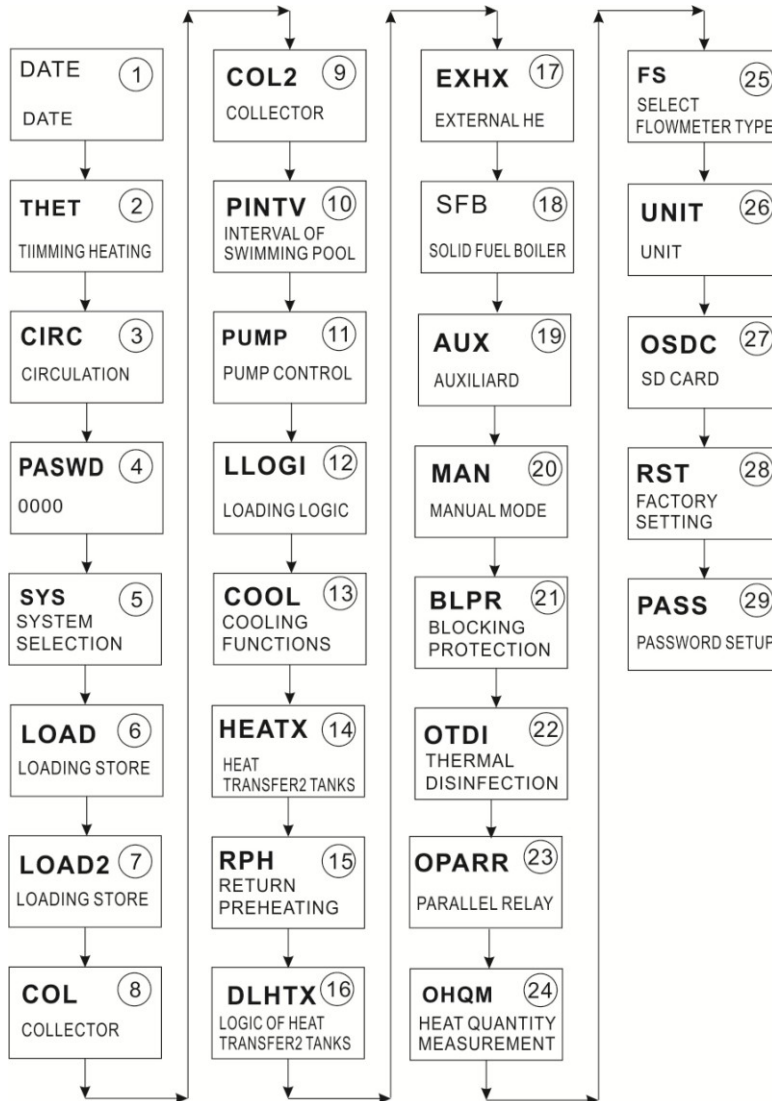 DATE 1
DATE
THET 2
TIIMMING HEATING
CIRC 3
CIRCULATION
PASWD 4
0000
SYS 5
SYSTEM
SELECTION
LOAD 6
LOADING STORE
LOAD2 7
LOADING STORE
COL 8
COLLECTOR
COL2 9
COLLECTOR
PINTV 10
INTERVAL OF
SWIMMING POOL
PUMP 11
PUMP CONTROL
LLOGI 12
LOADING LOGIC
COOL 13
COOLING
FUNCTIONS
HEATX 14
HEAT
TRANSFER2 TANKS
RPH 15
RETURN
PREHEATING
DLHTX 16
LOGIC OF HEAT
TRANSFER2 TANKS
EXHX 17
EXTERNAL HE
SFB 18
SOLID FUEL BOILER
AUX 19
AUXILIARD
MAN 20
MANUAL MODE
BLPR 21
BLOCKING
PROTECTION
OTDI 22
THERMAL
DISINFECTION
OPARR 23
PARALLEL RELAY
OHQM 24
HEAT QUANTITY
MEASUREMENT
FS 25
SELECT
FLOWMETER TYPE
UNIT 26
UNIT
OSDC 27
SD CARD
RST 28
FACTORY
SETTING
PASS 29
PASSWORD SETUP